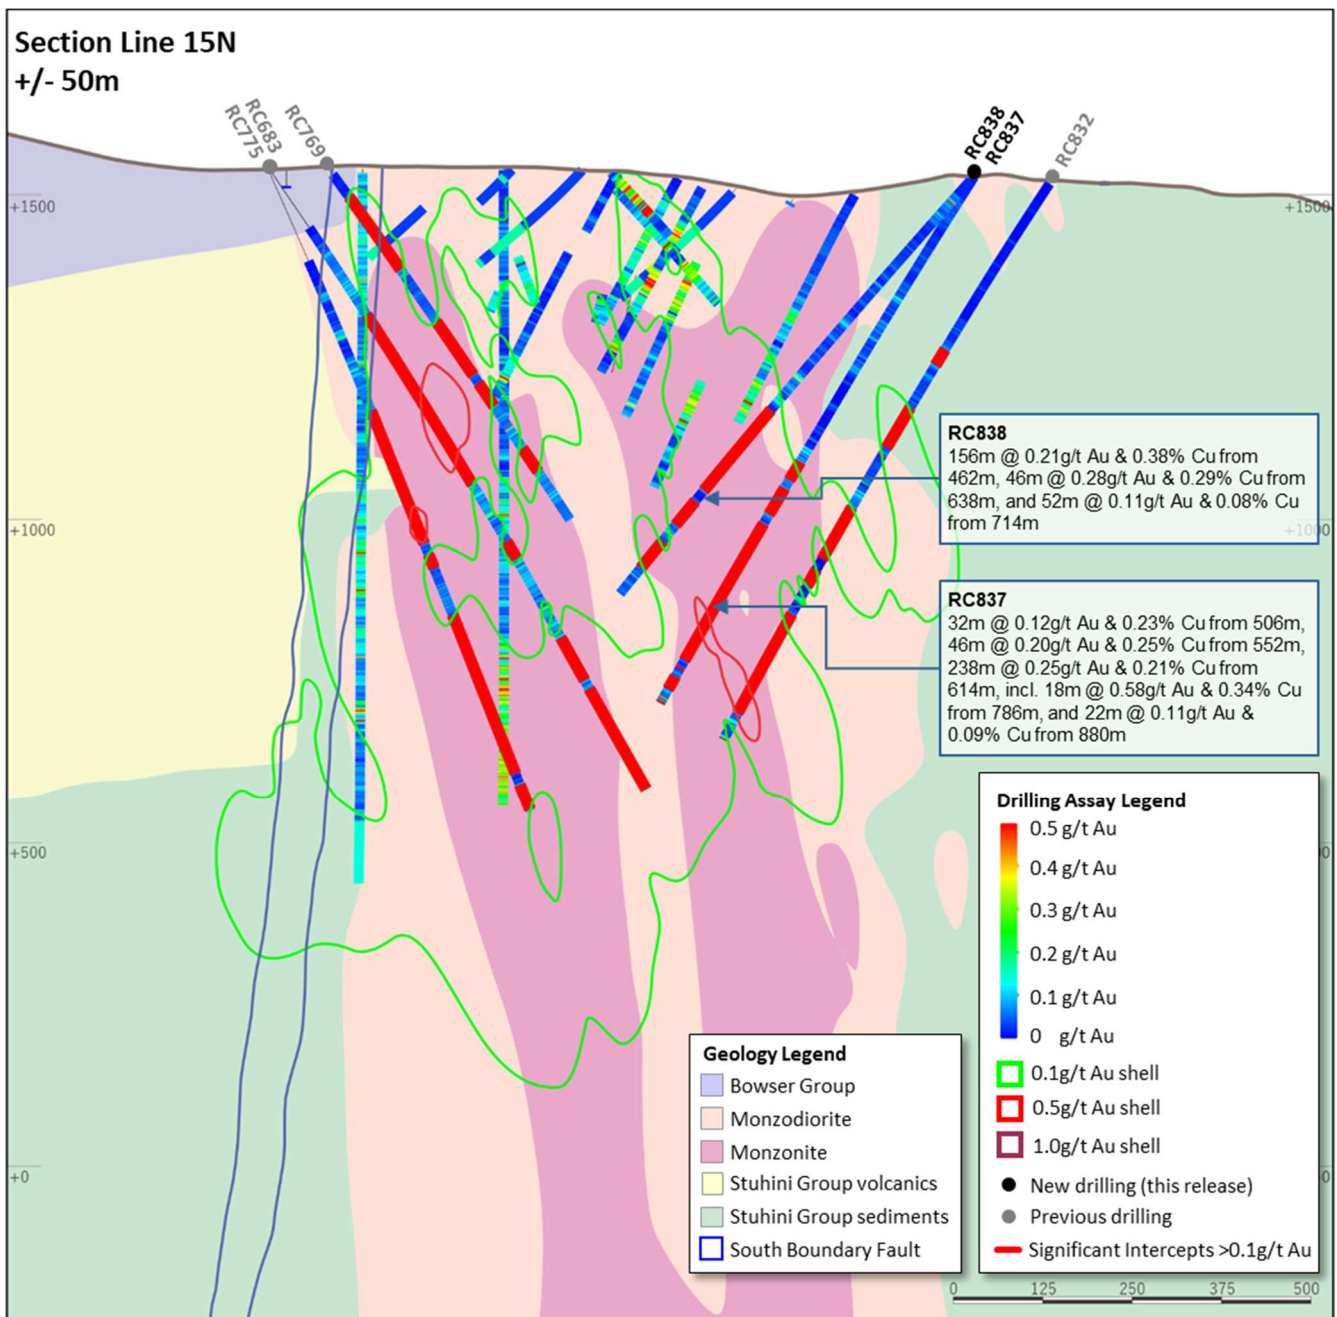 Section Line 15N
+/- 50m
RC775
RC683
RC769
RC838
RC837
RC832
+1500
+1500
RC838
156m @ 0.21g/t Au & 0.38% Cu from
462m, 46m @ 0.28g/t Au & 0.29% Cu from
638m, and 52m @ 0.11g/t Au & 0.08% Cu
from 714m
+1000
+1000
RC837
32m @ 0.12g/t Au & 0.23% Cu from 506m,
46m @ 0.20g/t Au & 0.25% Cu from 552m,
238m @ 0.25g/t Au & 0.21% Cu from
614m, incl. 18m @ 0.58g/t Au & 0.34% Cu
from 786m, and 22m @ 0.11g/t Au &
0.09% Cu from 880m
+500
0
Drilling Assay Legend
0.5 g/t Au
0.4 g/t Au
0.3 g/t Au
0.2 g/t Au
0.1 g/t Au
0 g/t Au
0.1g/t Au shell
0.5g/t Au shell
1.0g/t Au shell
New drilling (this release)
Previous drilling
Significant Intercepts >0.1g/t Au
Geology Legend
Bowser Group
Monzodiorite
Monzonite
Stuhini Group volcanics
Stuhini Group sediments
South Boundary Fault
+0
0
0 125 250 375 500